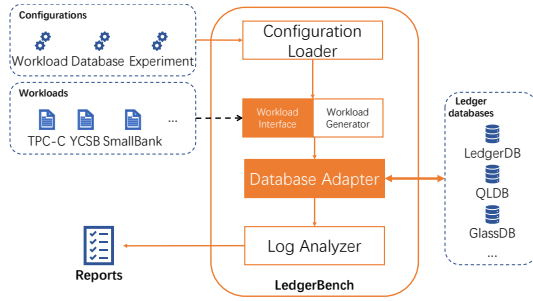 Configurations
Workload Database Experiment
Workloads
TPC-C YCSB SmallBank
...
Configuration
Loader
Workload
Interface
Workload
Generator
Database Adapter
Log Analyzer
LedgerBench
Reports
Ledger
databases
LedgerDB
QLDB
GlassDB
...